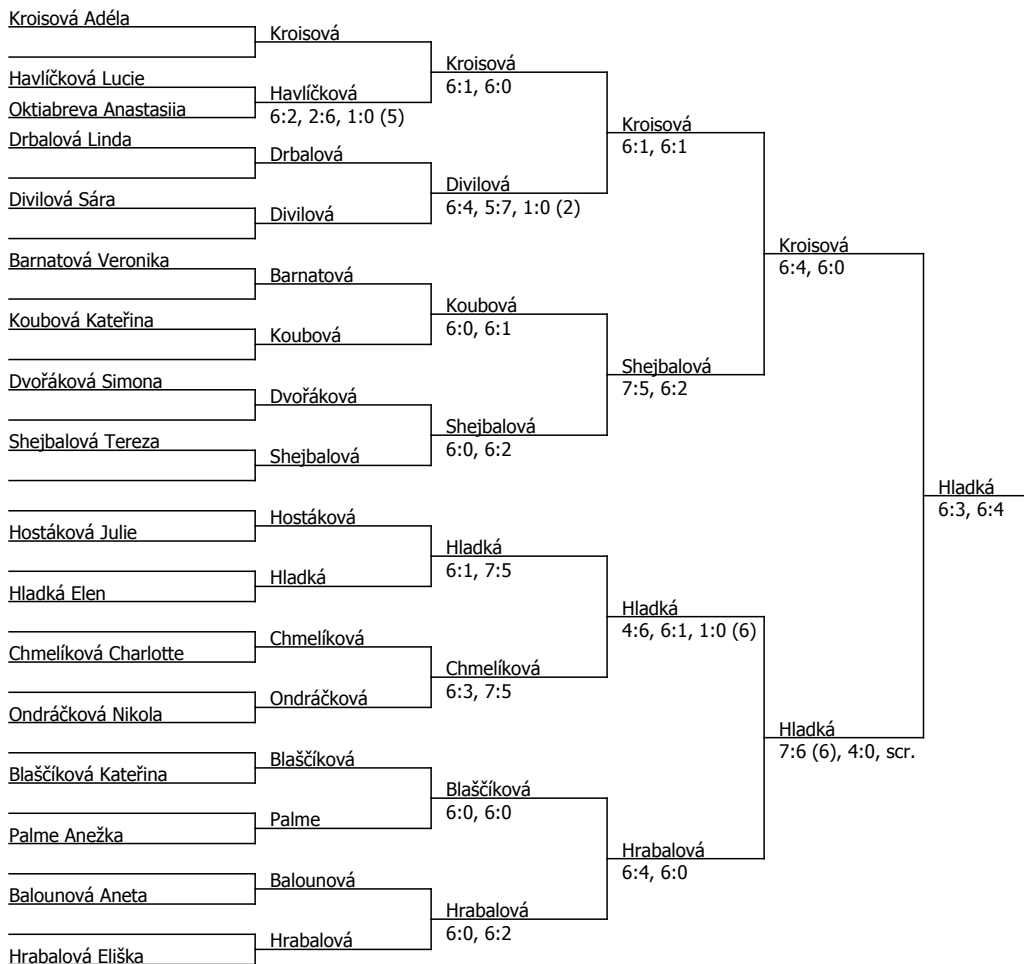 Kroisová Adéla
Havlíčková Lucie
Oktiabreva Anastasiia
Drbalová Linda
Divilová Sára
Barnatová Veronika
Koubová Kateřina
Dvořáková Simona
Shejbalová Tereza
Hostáková Julie
Hladká Elen
Chmelíková Charlotte
Ondráčková Nikola
Blaščíková Kateřina
Palme Anežka
Balounová Aneta
Hrabalová Eliška
Kroisová
Havlíčková
6:2, 2:6, 1:0 (5)
Drbalová
Divilová
Barnatová
Koubová
Dvořáková
Shejbalová
Hostáková
Hladká
Chmelíková
Ondráčková
Blaščíková
Palme
Balounová
Hrabalová
Kroisová
6:1, 6:0
Divilová
6:4, 5:7, 1:0 (2)
Koubová
6:0, 6:1
Shejbalová
6:0, 6:2
Hladká
6:1, 7:5
Chmelíková
6:3, 7:5
Blaščíková
6:0, 6:0
Hrabalová
6:0, 6:2
Kroisová
6:1, 6:1
Shejbalová
7:5, 6:2
Hladká
4:6, 6:1, 1:0 (6)
Hrabalová
6:4, 6:0
Kroisová
6:4, 6:0
Hladká
7:6 (6), 4:0, scr.
Hladká
6:3, 6:4